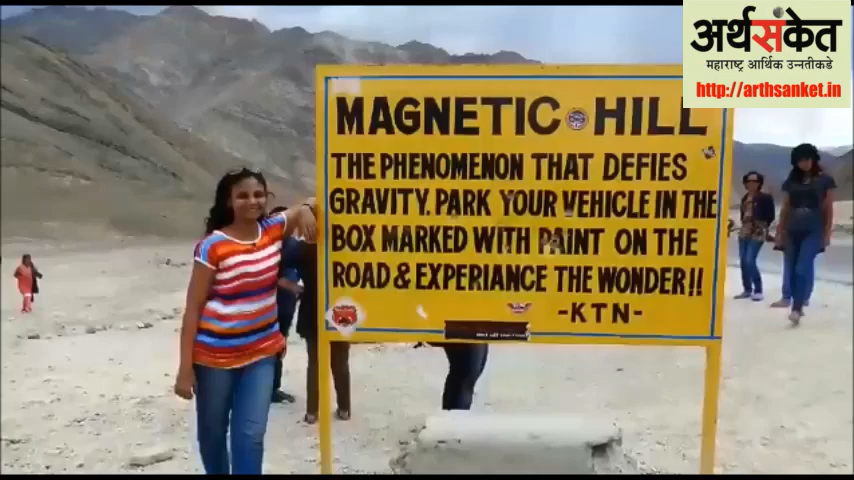 अर्थसंकेत
महाराष्ट्र आर्थिक उन्नतीकडे
http://arthsanket.in
MAGNETIC HILL
THE PHENOMENON THAT DEFIES
GRAVITY. PARK YOUR VEHICLE IN THE
BOX MARKED WITH PAINT ON THE
ROAD & EXPERIANCE THE WONDER!!
-KTN-